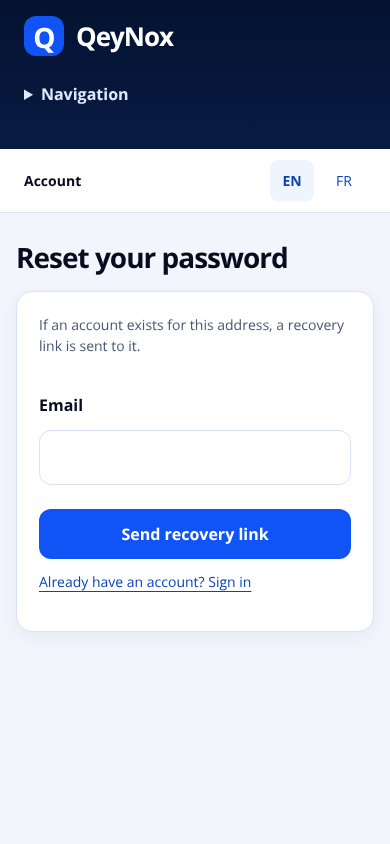 Q QeyNox
Navigation
Account
EN
FR
Reset your password
If an account exists for this address, a recovery
link is sent to it.
Email
Send recovery link
Already have an account? Sign in